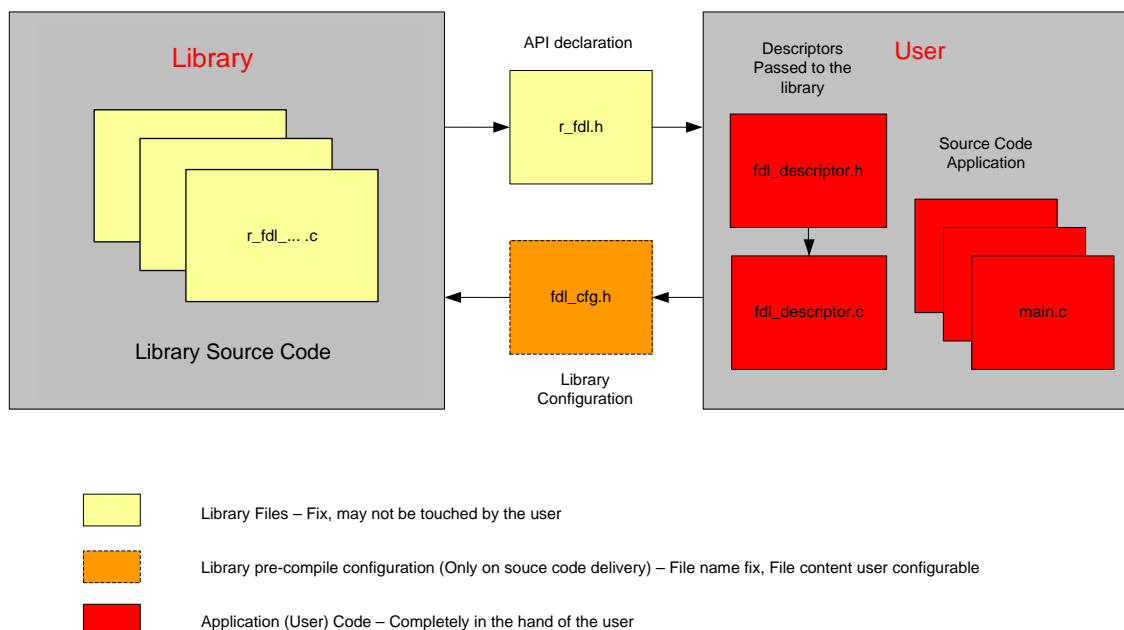 Library
r_fdl_... .c
Library Source Code
API declaration
r_fdl.h
fdl_cfg.h
Library
Configuration
User
Descriptors
Passed to the
library
fdl_descriptor.h
fdl_descriptor.c
Source Code
Application
main.c
Library Files – Fix, may not be touched by the user
Library pre-compile configuration (Only on souce code delivery) – File name fix, File content user configurable
Application (User) Code – Completely in the hand of the user